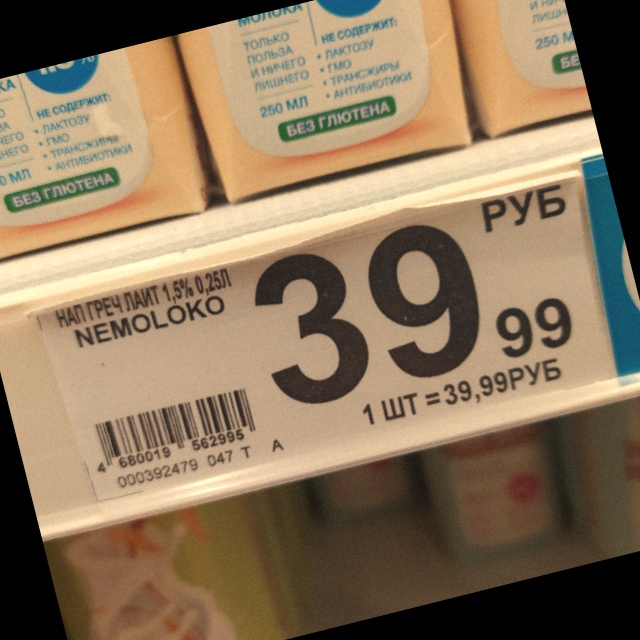 МОЛОКА
ТОЛЬКО
ПОЛЬЗА
И НИЧЕГО
ЛИШНЕГО
250 МЛ
НЕ СОДЕРЖИТ:
• ЛАКТОЗУ
• ГМО
• ТРАНСЖИРЫ
• АНТИБИОТИКИ
БЕЗ ГЛЮТЕНА
НЕ СОДЕРЖИТ:
• ЛАКТОЗУ
• ГМО
• ТРАНСЖИРЫ
• АНТИБИОТИКИ
БЕЗ ГЛЮТЕНА
250 М
НАП ГРЕЧ ЛАЙТ 1,5% 0,25Л
NEMOLOKO
39 99
РУБ
1 ШТ =39,99РУБ
4 680019 562995
000392479 047 Т А